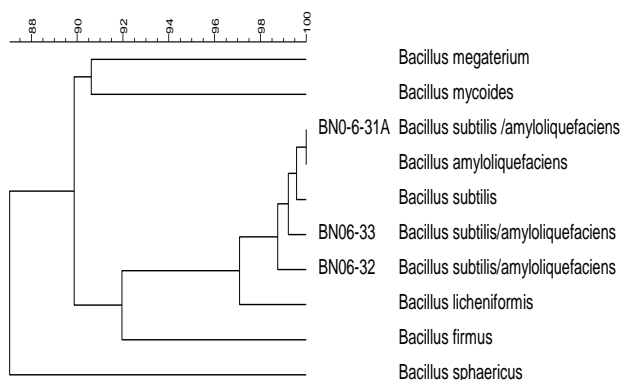 88 90 92 94 96 98 100
Bacillus megaterium
Bacillus mycoides
BN0-6-31A Bacillus subtilis /amyloliquefaciens
Bacillus amyloliquefaciens
Bacillus subtilis
BN06-33 Bacillus subtilis/amyloliquefaciens
BN06-32 Bacillus subtilis/amyloliquefaciens
Bacillus licheniformis
Bacillus firmus
Bacillus sphaericus